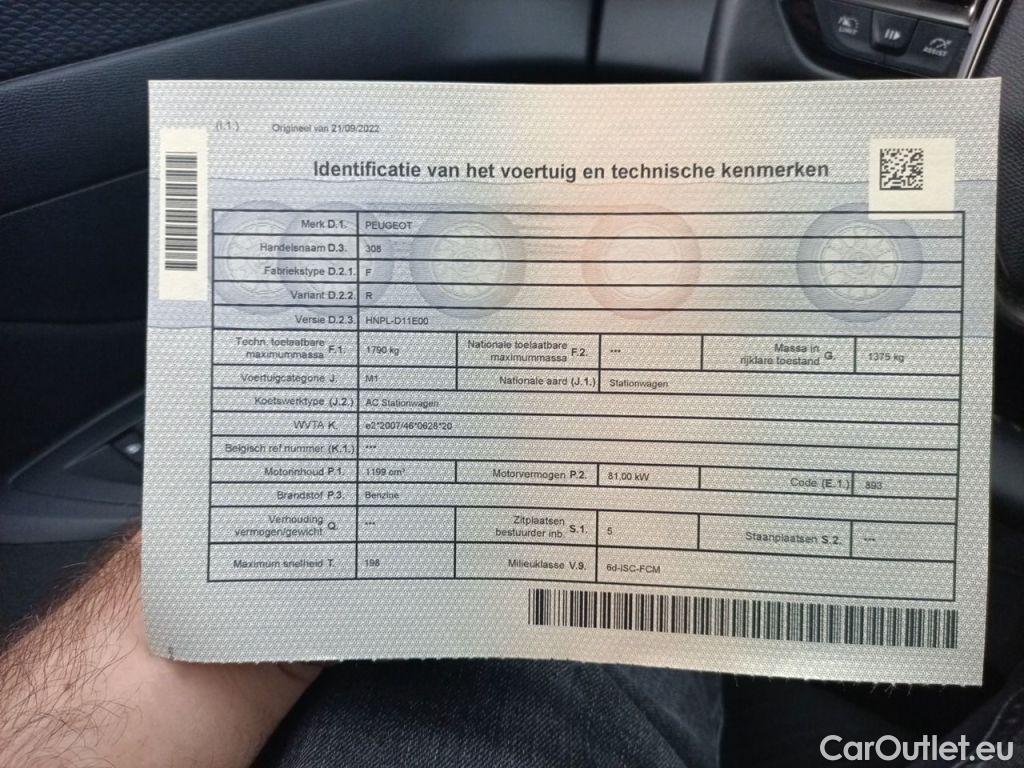 LIMIT
ASSIST
(I.1.) Origineel van 21/09/2022
Identificatie van het voertuig en technische kenmerken
Merk D.1. PEUGEOT
Handelsnaam D.3. 308
Fabriekstype D.2.1. F
Variant D.2.2. R
Versie D.2.3. HNPL-D11E00
Techn. toelaatbare maximummassa F.1. 1790 kg Nationale toelaatbare maximummassa F.2. *** Massa in rijklare toestand G. 1375 kg
Voertuigcategorie J. M1 Nationale aard (J.1.) Stationwagen
Koetswerktype (J.2.) AC Stationwagen
WVTA K. e2*2007/46*0628*20
Belgisch ref nummer (K.1.) ***
Motorinhoud P.1. 1199 cm³ Motorvermogen P.2. 81.00 kW Code (E.1.) 893
Brandstof P.3. Benzine
Verhouding vermogen/gewicht Q. *** Zitplaatsen bestuurder inb. S.1. 5 Staanplaatsen S.2. ***
Maximum snelheid T. 198 Milieuklasse V.9. 6d-ISC-FCM
CarOutlet.eu